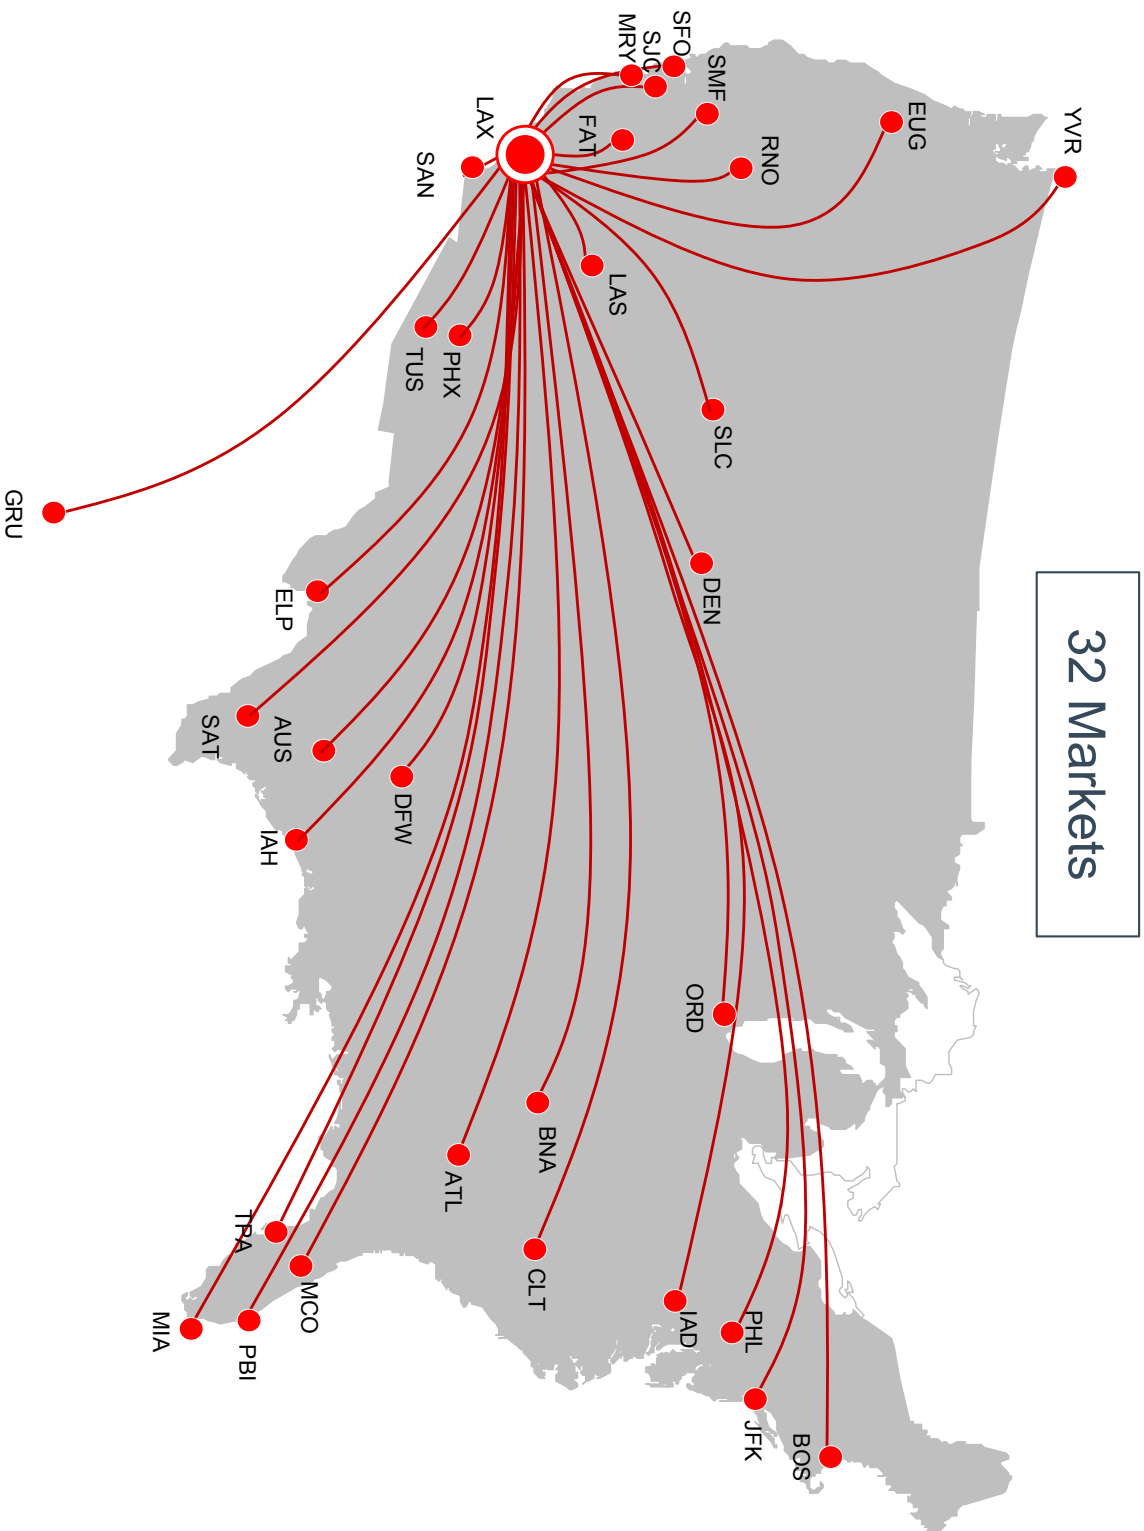 32 Markets
YVR
EUG
SMF
SFO
SJC
MRY
RNO
FAT
LAX
SAN
LAS
SLC
PHX
TUS
DEN
GRU
ELP
SAT
AUS
DFW
IAH
ORD
BNA
ATL
CLT
IAD
PHL
JFK
BOS
TPA
MCO
PBI
MIA